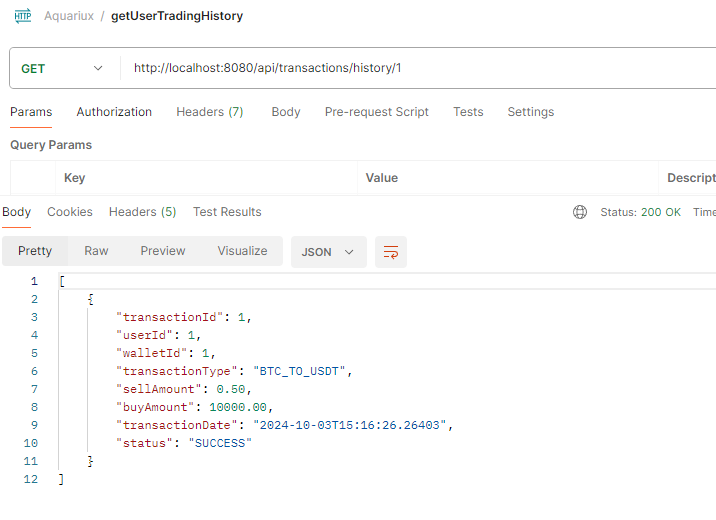 HTTP Aquariux / getUserTradingHistory
GET http://localhost:8080/api/transactions/history/1
Params Authorization Headers (7) Body Pre-request Script Tests Settings
Query Params
Key Value Descript
Body Cookies Headers (5) Test Results Status: 200 OK Time
Pretty Raw Preview Visualize JSON
1 [
2 {
3 "transactionId": 1,
4 "userId": 1,
5 "walletId": 1,
6 "transactionType": "BTC_TO_USDT",
7 "sellAmount": 0.50,
8 "buyAmount": 10000.00,
9 "transactionDate": "2024-10-03T15:16:26.26403",
10 "status": "SUCCESS"
11 }
12 ]